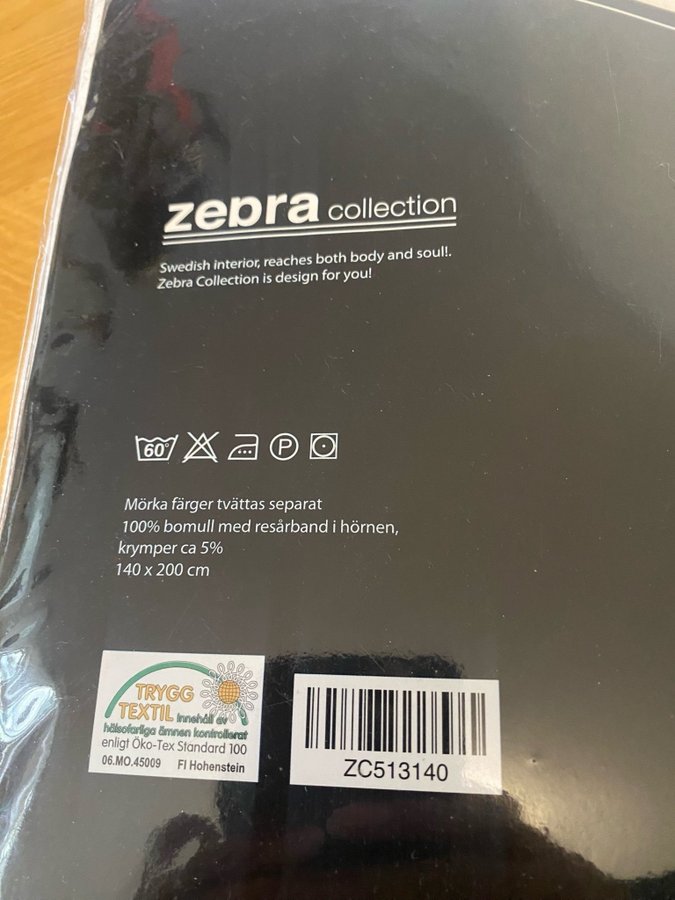 zebra collection
Swedish interior, reaches both body and soul!.
Zebra Collection is design for you!
60° P
Mörka färger tvättas separat
100% bomull med resårband i hörnen,
krymper ca 5%
140 x 200 cm
TRYGG
TEXTIL innehåll av
hälsofarliga ämnen kontrollerat
enligt Öko-Tex Standard 100
06.MO.45009 FI Hohenstein
ZC513140